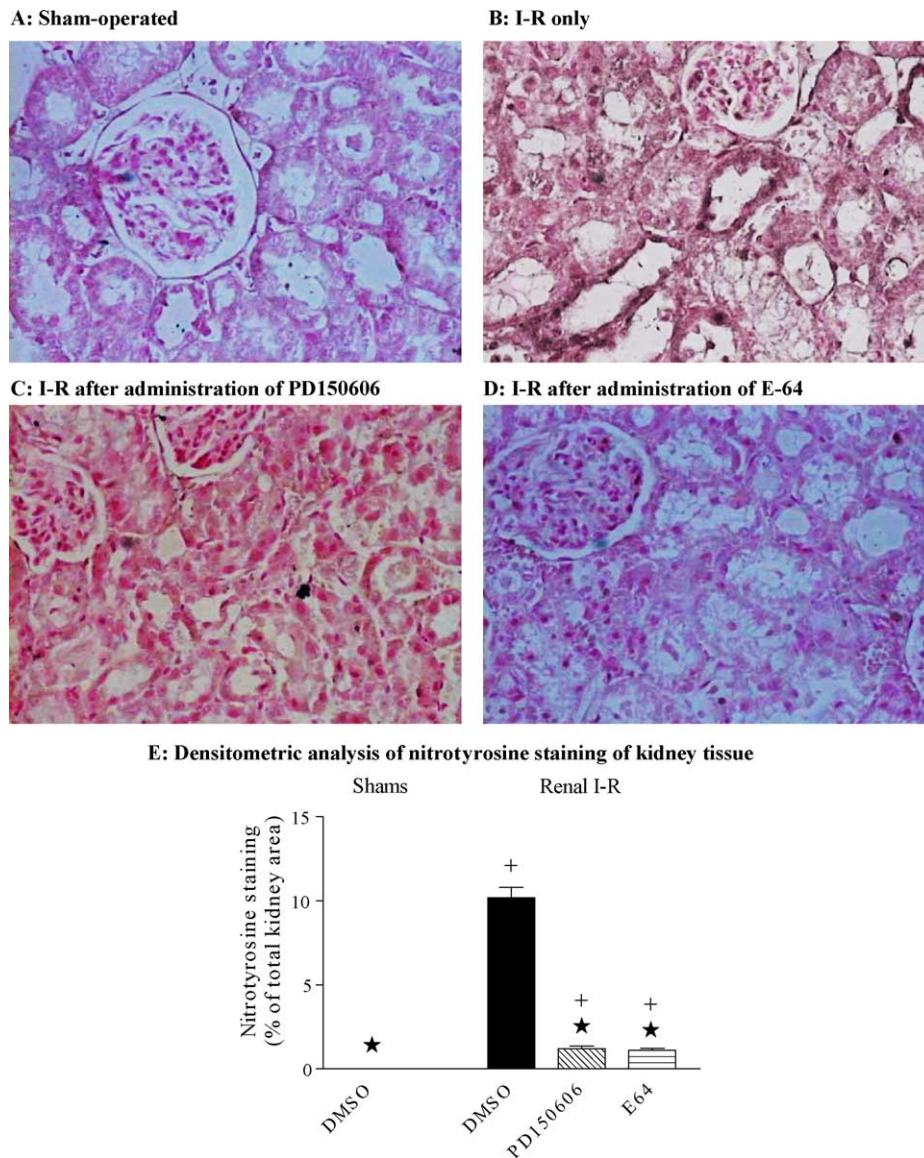 A: Sham-operated
B: I-R only
C: I-R after administration of PD150606
D: I-R after administration of E-64
E: Densitometric analysis of nitrotyrosine staining of kidney tissue
Shams
Renal I-R
Nitrotyrosine staining
(% of total kidney area)
15
10
5
0
+
+
★
+
★
★
DMSO
DMSO
PD150606
E64